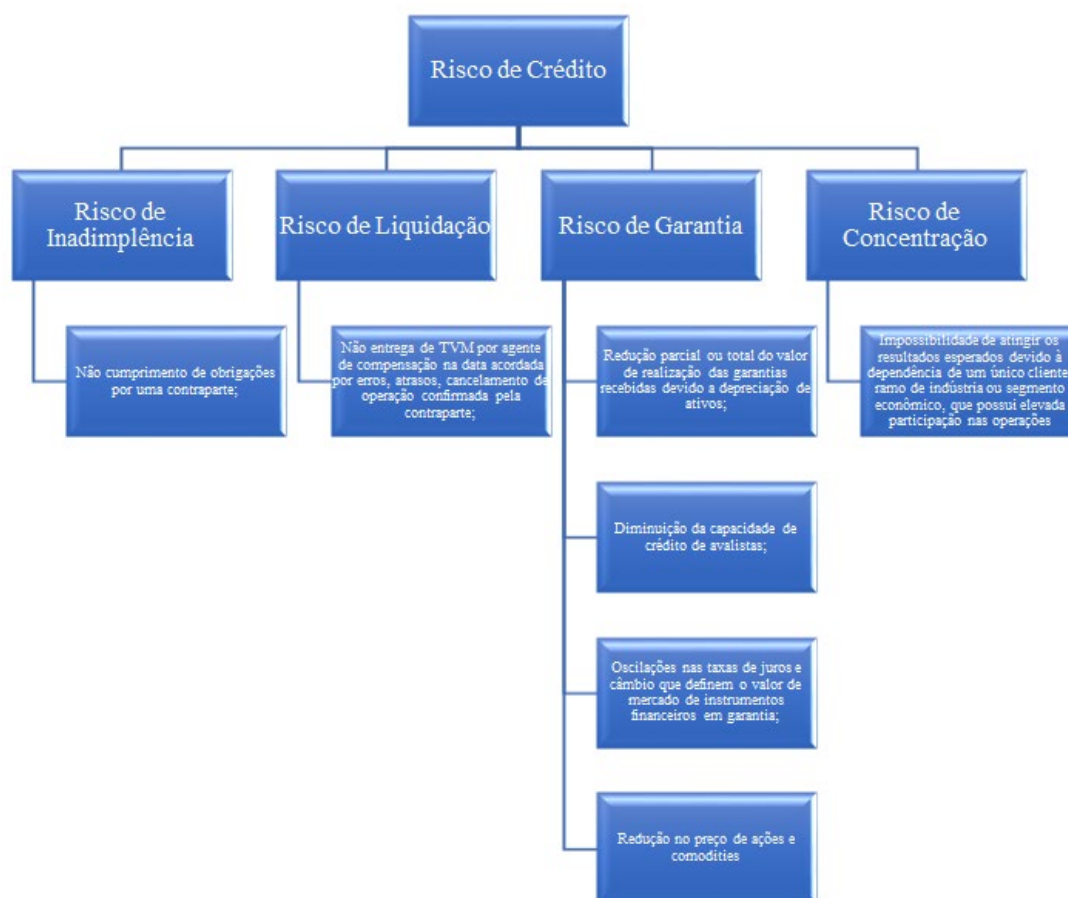 Risco de Crédito
Risco de
Inadimplência
Risco de Liquidação
Risco de Garantia
Risco de
Concentração
Não cumprimento de obrigações
por uma contraparte;
Não entrega de TVM por agente
de compensação na data acordada
por erros, atrasos, cancelamento de
operação confirmada pela
contraparte;
Redução parcial ou total do valor
de realização das garantias
recebidas devido a depreciação de
ativos;
Impossibilidade de atingir os
resultados esperados devido à
dependência de um único cliente,
ramo de indústria ou segmento
econômico, que possui elevada
participação nas operações
Diminuição da capacidade de
crédito de avalistas;
Oscilações nas taxas de juros e
câmbio que definem o valor de
mercado de instrumentos
financeiros em garantia;
Redução no preço de ações e
comodities